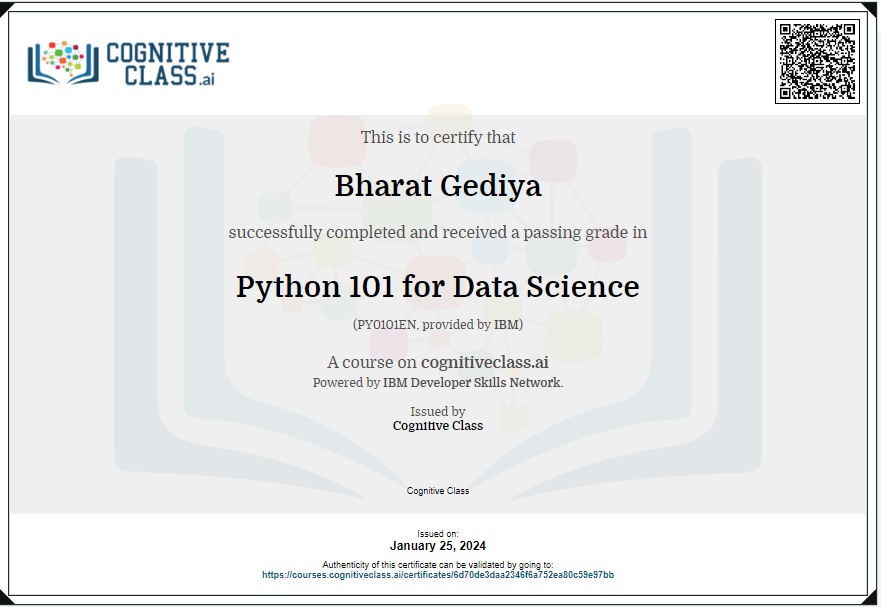 COGNITIVE
CLASS.ai
This is to certify that
Bharat Gediya
successfully completed and received a passing grade in
Python 101 for Data Science
(PY0101EN, provided by IBM)
A course on cognitiveclass.ai
Powered by IBM Developer Skills Network.
Issued by
Cognitive Class
Cognitive Class
Issued on:
January 25, 2024
Authenticity of this certificate can be validated by going to:
https://courses.cognitiveclass.ai/certificates/6d70de3daa2346f6a752ea80c59e97bb